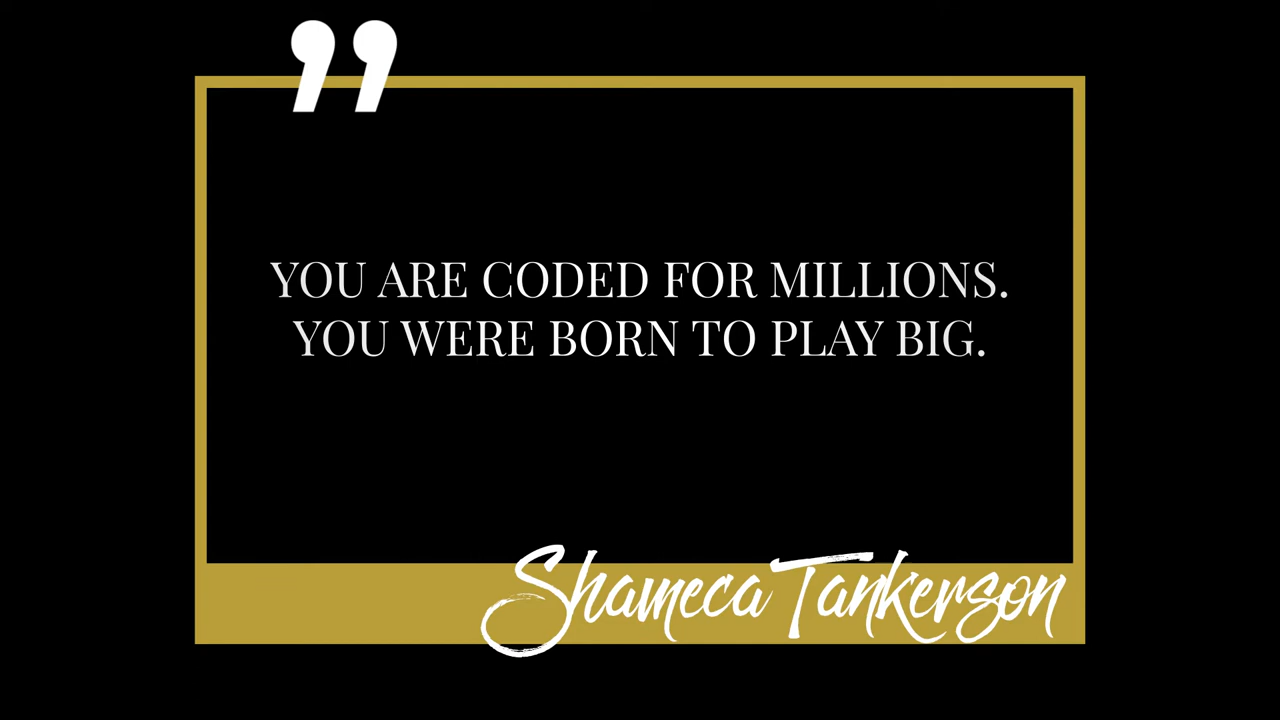 ”
YOU ARE CODED FOR MILLIONS.
YOU WERE BORN TO PLAY BIG.
Shameca Tankerson